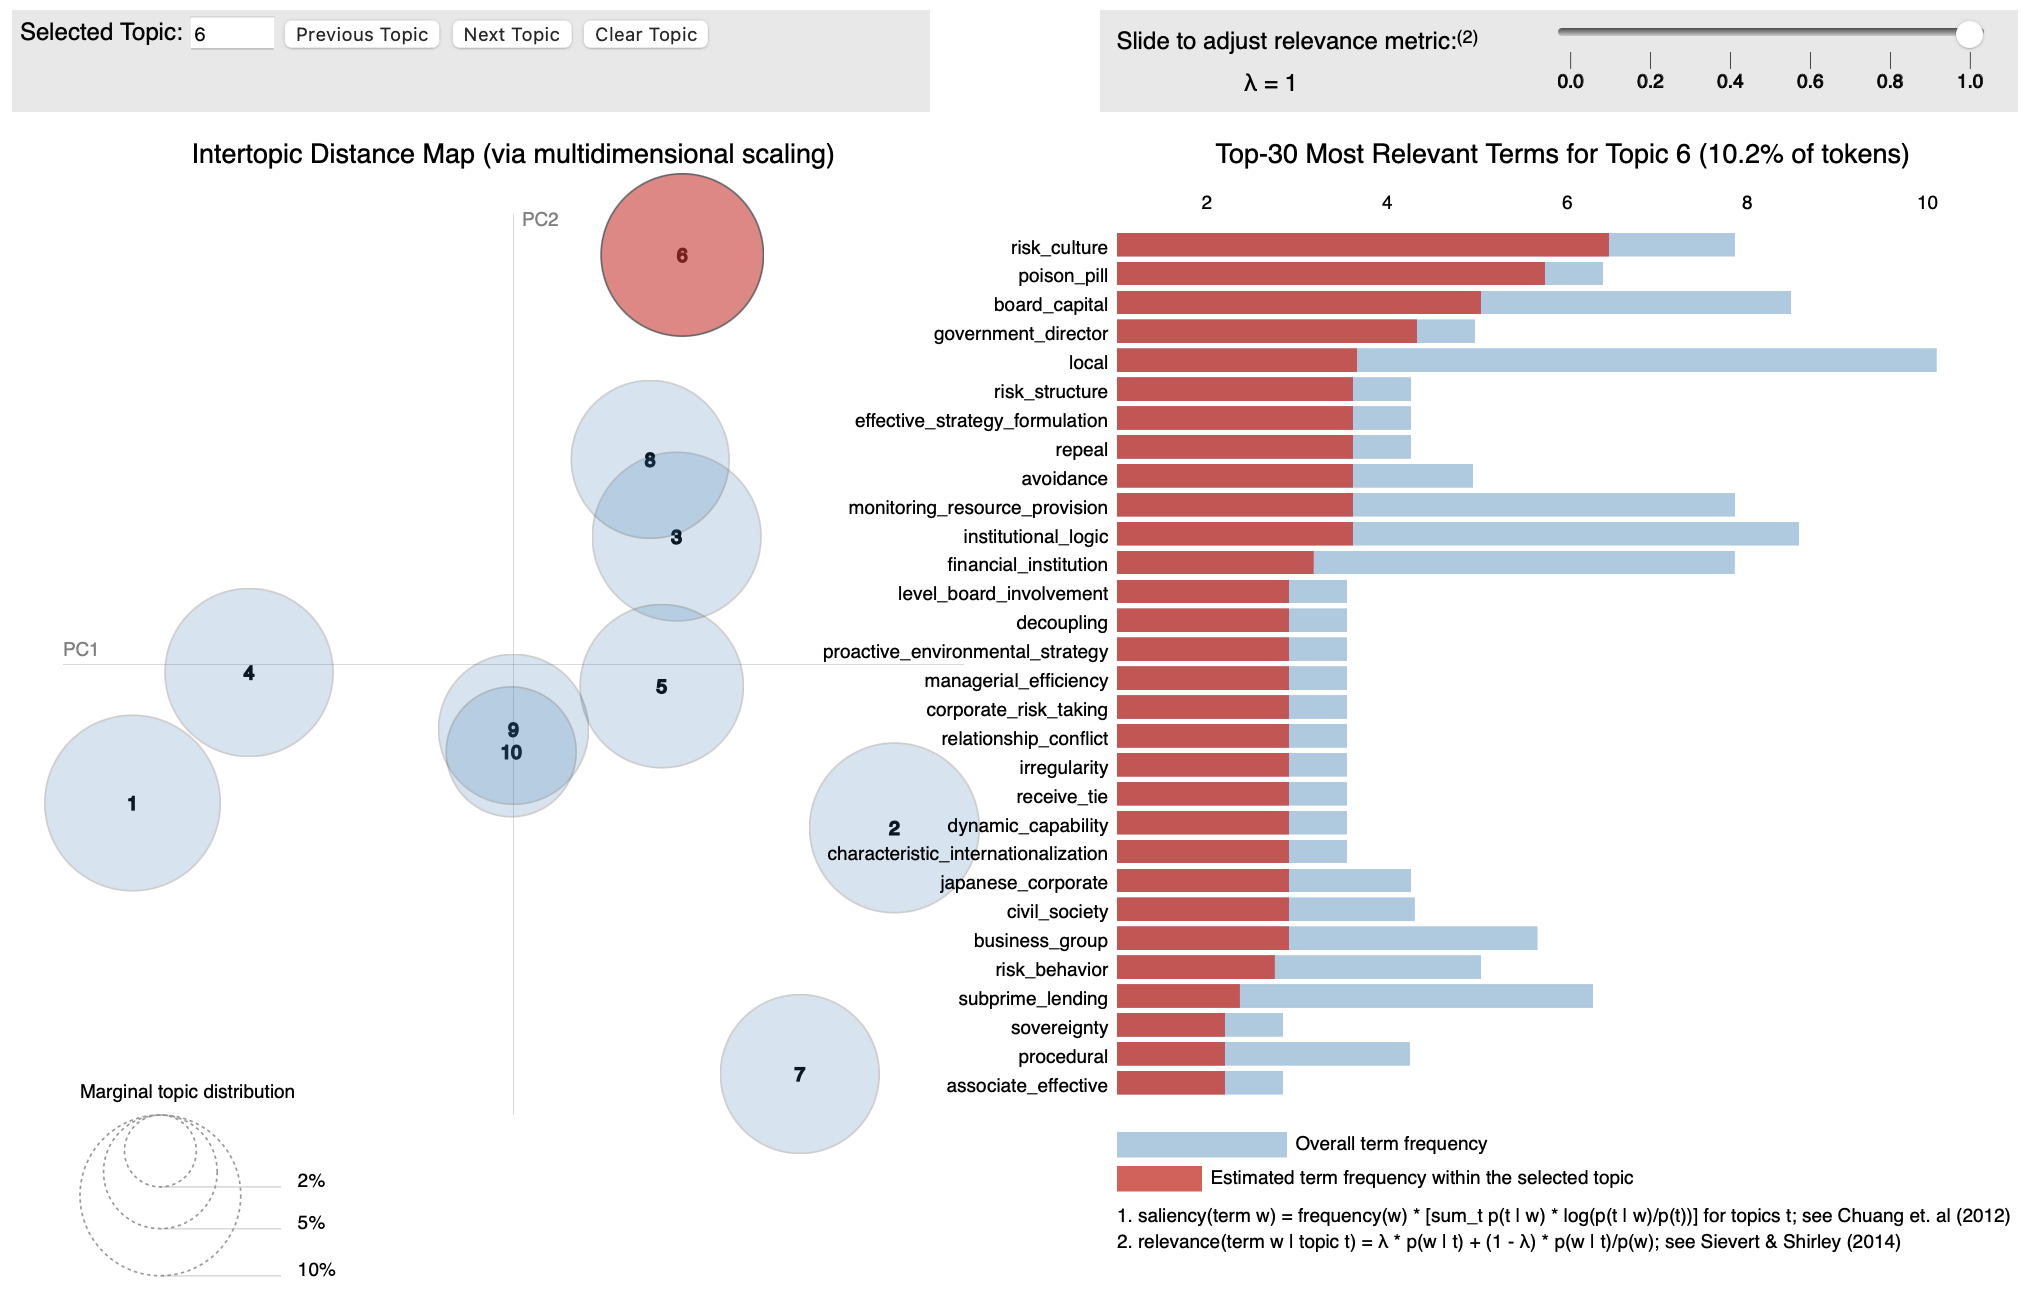 Selected Topic: 6 Previous Topic Next Topic Clear Topic
Slide to adjust relevance metric:(2)
λ = 1
0.0 0.2 0.4 0.6 0.8 1.0
Intertopic Distance Map (via multidimensional scaling)
PC2
PC1
6
8
3
4
5
9
10
1
2
7
Marginal topic distribution
2%
5%
10%
Top-30 Most Relevant Terms for Topic 6 (10.2% of tokens)
2 4 6 8 10
risk_culture
poison_pill
board_capital
government_director
local
risk_structure
effective_strategy_formulation
repeal
avoidance
monitoring_resource_provision
institutional_logic
financial_institution
level_board_involvement
decoupling
proactive_environmental_strategy
managerial_efficiency
corporate_risk_taking
relationship_conflict
irregularity
receive_tie
dynamic_capability
characteristic_internationalization
japanese_corporate
civil_society
business_group
risk_behavior
subprime_lending
sovereignty
procedural
associate_effective
Overall term frequency
Estimated term frequency within the selected topic
1. saliency(term w) = frequency(w) * [sum_t p(t | w) * log(p(t | w)/p(t))] for topics t; see Chuang et. al (2012)
2. relevance(term w | topic t) = λ * p(w | t) + (1 - λ) * p(w | t)/p(w); see Sievert & Shirley (2014)